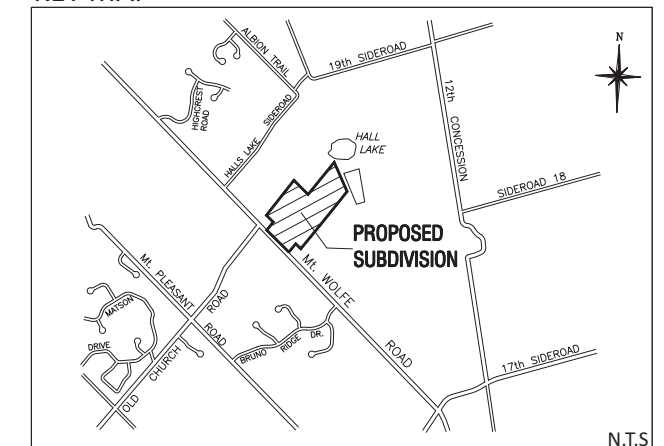 ALBION TRAIL
19th SIDEROAD
N
HIGHCREST
ROAD
HALLS LAKE SIDEROAD
12th CONCESSION
HALL
LAKE
SIDEROAD 18
PROPOSED
SUBDIVISION
Mt. PLEASANT ROAD
Mt. WOLFE ROAD
MATSON
DRIVE
OLD CHURCH ROAD
BRUNO RIDGE DR.
17th SIDEROAD
N.T.S